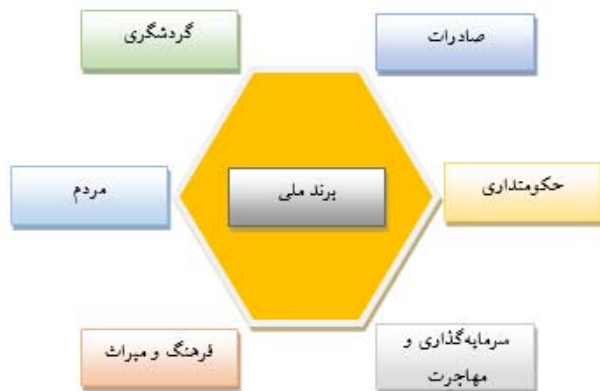 صادرات
گردشگری
حکومتداری
برند ملی
مردم
سرمایه‌گذاری و
مهاجرت
فرهنگ و میراث